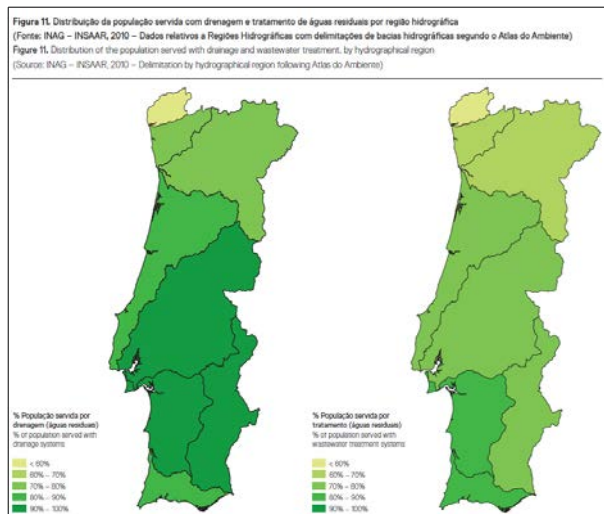 Figura 11. Distribuição da população servida com drenagem e tratamento de águas residuais por região hidrográfica
(Fonte: INAG – INSAAR, 2010 – Dados relativos a Regiões Hidrográficas com delimitações de bacias hidrográficas segundo o Atlas do Ambiente)
Figure 11. Distribution of the population served with drainage and wastewater treatment, by hydrographical region
(Source: INAG – INSAAR, 2010 – Delimitation by hydrographical region following Atlas do Ambiente)
% População servida por
drenagem (águas residuais)
% of population served with
drainage systems
< 60%
60% – 70%
70% – 80%
80% – 90%
90% – 100%
% População servida por
tratamento (águas residuais)
% of population served with
wastewater treatment systems
< 60%
60% – 70%
70% – 80%
80% – 90%
90% – 100%